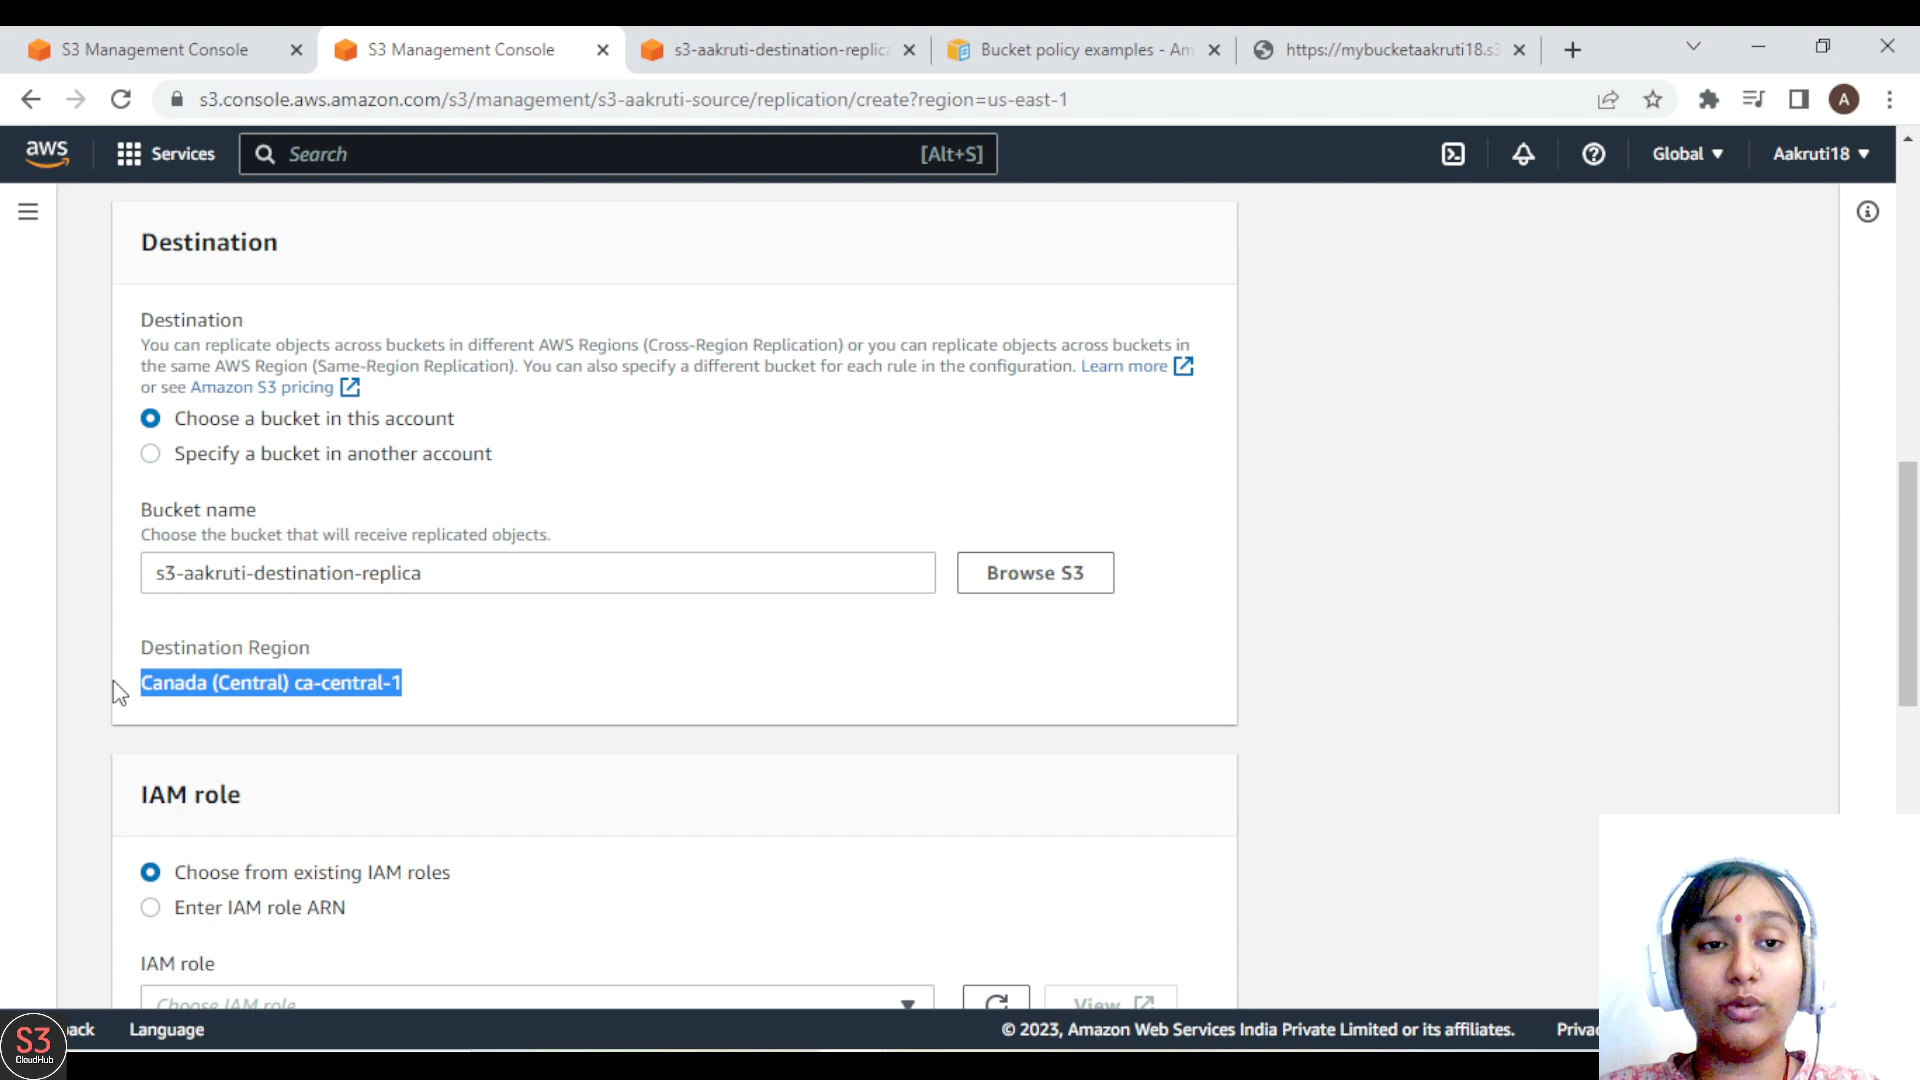 S3 Management Console
S3 Management Console
s3-aakruti-destination-replica
Bucket policy examples - Am
https://mybucketaakruti18.s3
s3.console.aws.amazon.com/s3/management/s3-aakruti-source/replication/create?region=us-east-1
A
aws
Services
Search
[Alt+S]
Global
Aakruti18
Destination
Destination
You can replicate objects across buckets in different AWS Regions (Cross-Region Replication) or you can replicate objects across buckets in
the same AWS Region (Same-Region Replication). You can also specify a different bucket for each rule in the configuration. Learn more
or see Amazon S3 pricing
Choose a bucket in this account
Specify a bucket in another account
Bucket name
Choose the bucket that will receive replicated objects.
s3-aakruti-destination-replica
Browse S3
Destination Region
Canada (Central) ca-central-1
IAM role
Choose from existing IAM roles
Enter IAM role ARN
IAM role
Choose IAM role
View
S3
CloudHub
ack
Language
© 2023, Amazon Web Services India Private Limited or its affiliates.
Priva